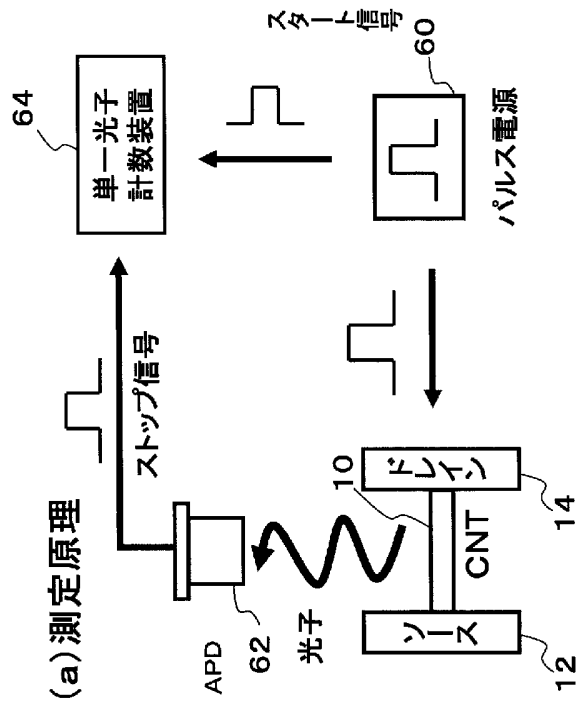 (a)測定原理
64
単一光子
計数装置
ストップ信号
スタート信号
APD
62
60
光子
10
パルス電源
ソース
CNT
ドレイン
12
14